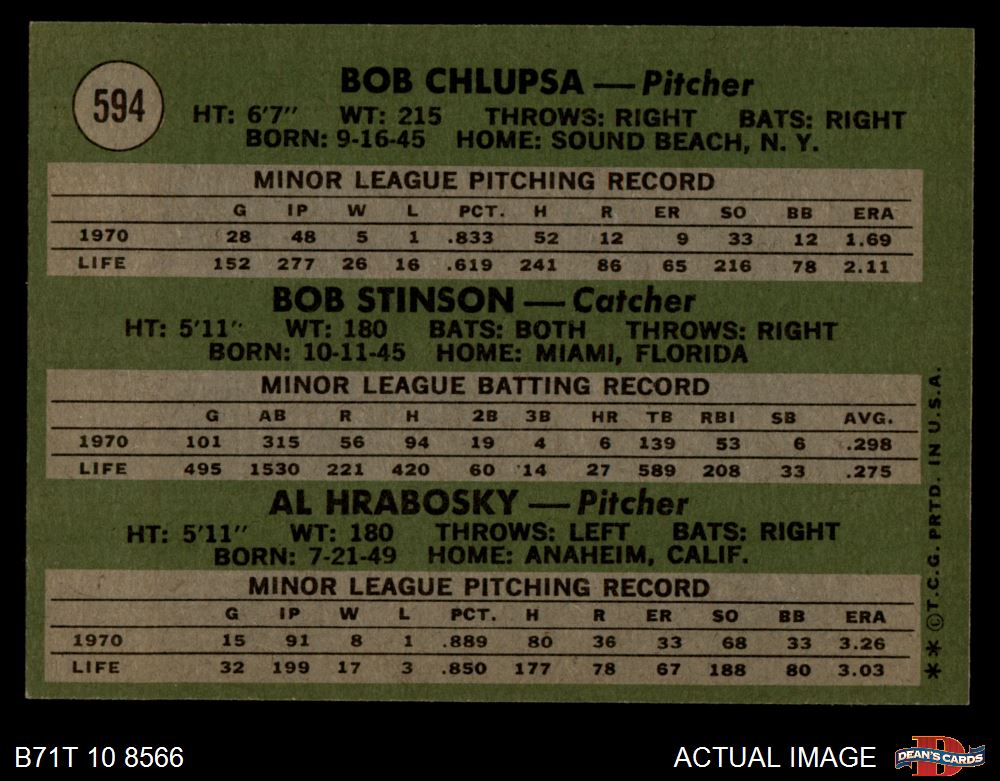 594
BOB CHLUPSA — Pitcher
HT: 6'7" WT: 215 THROWS: RIGHT BATS: RIGHT
BORN: 9-16-45 HOME: SOUND BEACH, N. Y.
MINOR LEAGUE PITCHING RECORD
G IP W L PCT. H R ER SO BB ERA
1970 28 48 5 1 .833 52 12 9 33 12 1.69
LIFE 152 277 26 16 .619 241 86 65 216 78 2.11
BOB STINSON — Catcher
HT: 5'11" WT: 180 BATS: BOTH THROWS: RIGHT
BORN: 10-11-45 HOME: MIAMI, FLORIDA
MINOR LEAGUE BATTING RECORD
G AB R H 2B 3B HR TB RBI SB AVG.
1970 101 315 56 94 19 4 6 139 53 6 .298
LIFE 495 1530 221 420 60 14 27 589 208 33 .275
AL HRABOSKY — Pitcher
HT: 5'11" WT: 180 THROWS: LEFT BATS: RIGHT
BORN: 7-21-49 HOME: ANAHEIM, CALIF.
MINOR LEAGUE PITCHING RECORD
G IP W L PCT. H R ER SO BB ERA
1970 15 91 8 1 .889 80 36 33 68 33 3.26
LIFE 32 199 17 3 .850 177 78 67 188 80 3.03
** ©T.C.G. PRTD. IN U.S.A.
B71T 10 8566
ACTUAL IMAGE
D
DEAN'S CARDS